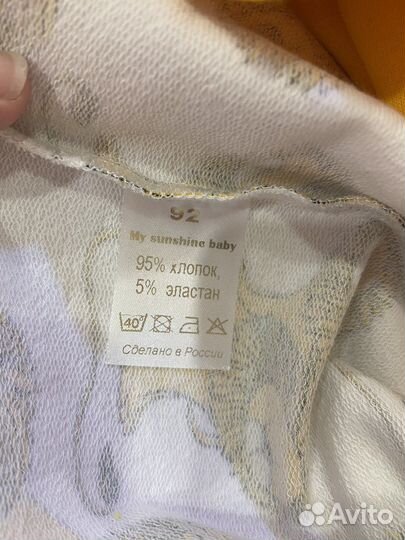 92
My sunshine baby
95% хлопок,
5% эластан
40°
Сделано в России
Avito